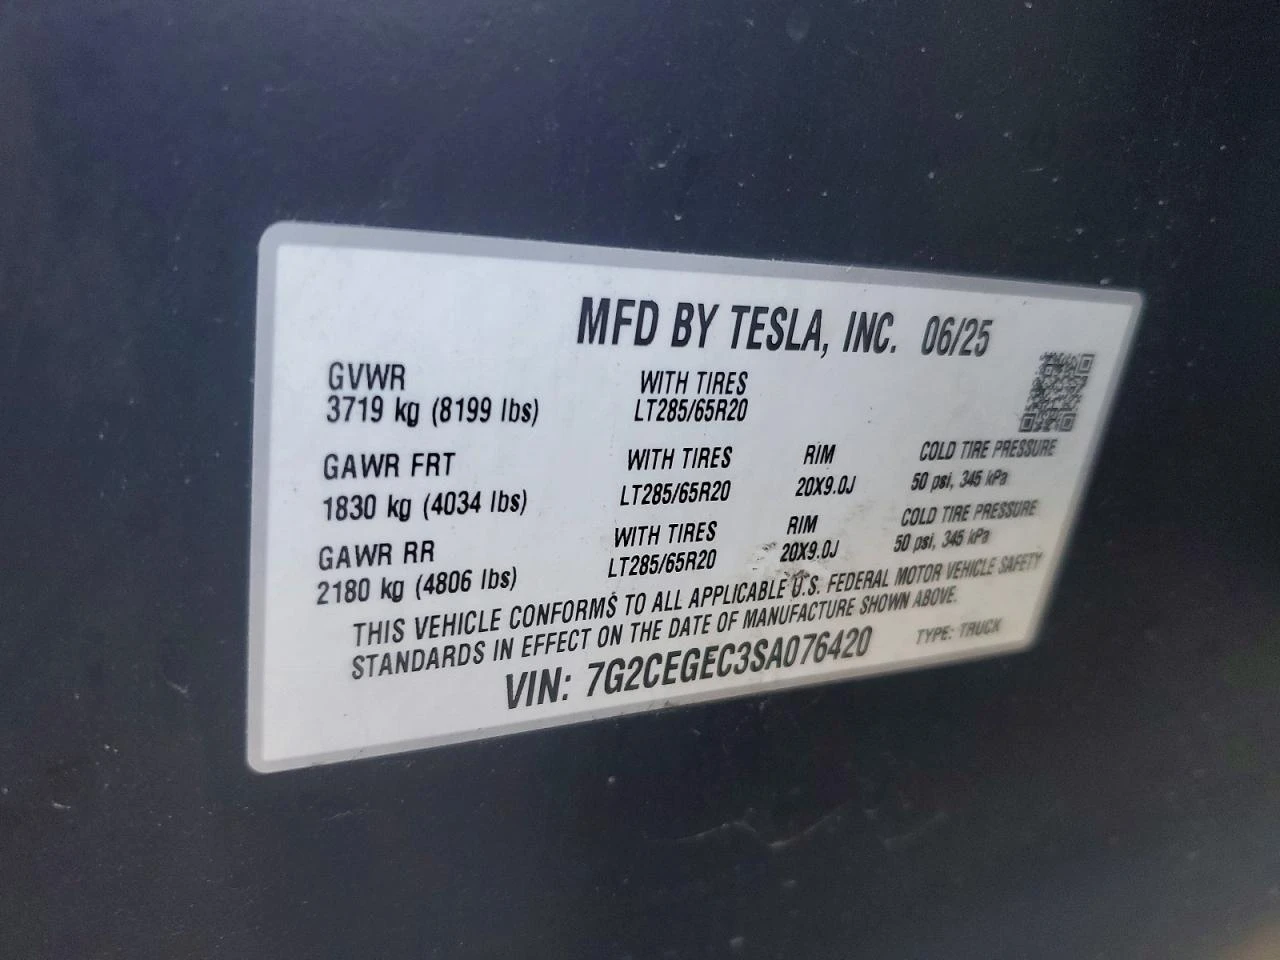 MFD BY TESLA, INC. 06/25
GVWR WITH TIRES
3719 kg (8199 lbs) LT285/65R20
GAWR FRT WITH TIRES RIM COLD TIRE PRESSURE
1830 kg (4034 lbs) LT285/65R20 20X9.0J 50 psi, 345 kPa
GAWR RR WITH TIRES RIM COLD TIRE PRESSURE
2180 kg (4806 lbs) LT285/65R20 20X9.0J 50 psi, 345 kPa
THIS VEHICLE CONFORMS TO ALL APPLICABLE U.S. FEDERAL MOTOR VEHICLE SAFETY
STANDARDS IN EFFECT ON THE DATE OF MANUFACTURE SHOWN ABOVE.
VIN: 7G2CEGEC3SA076420 TYPE: TRUCK